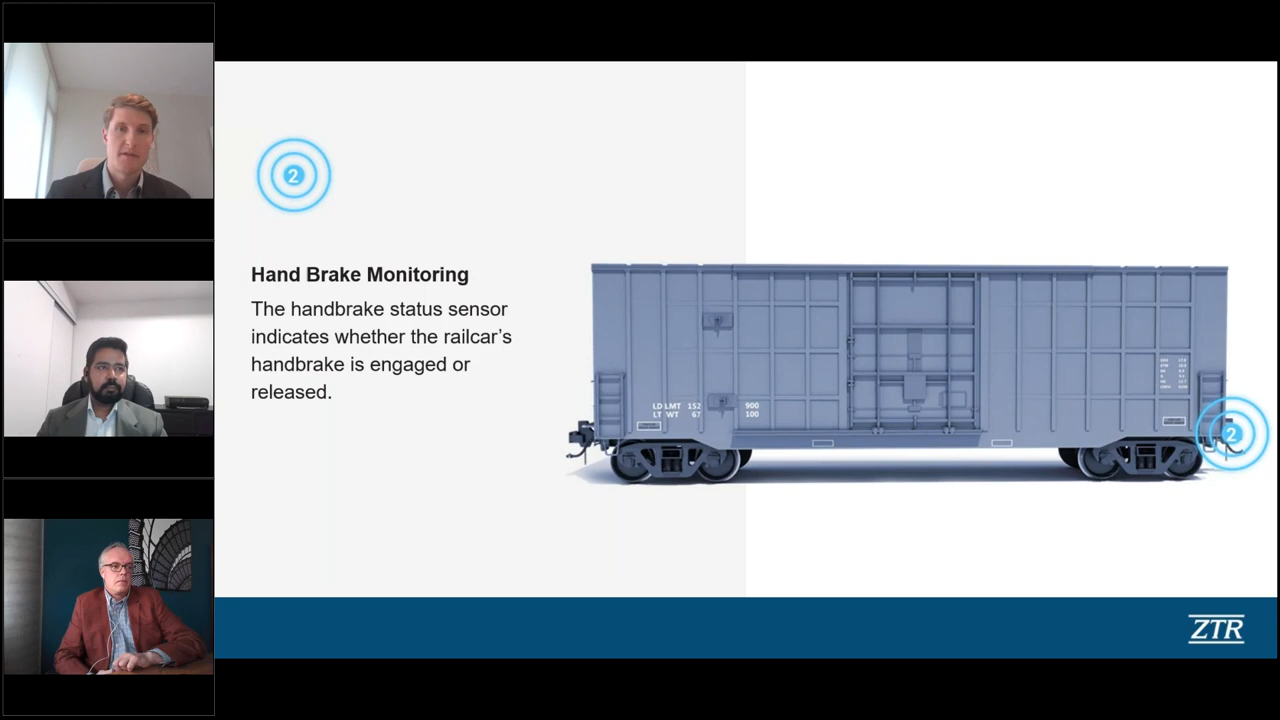 2
Hand Brake Monitoring
The handbrake status sensor
indicates whether the railcar’s
handbrake is engaged or
released.
LD LMT 152 900
LT WT 67 100
2
ZTR